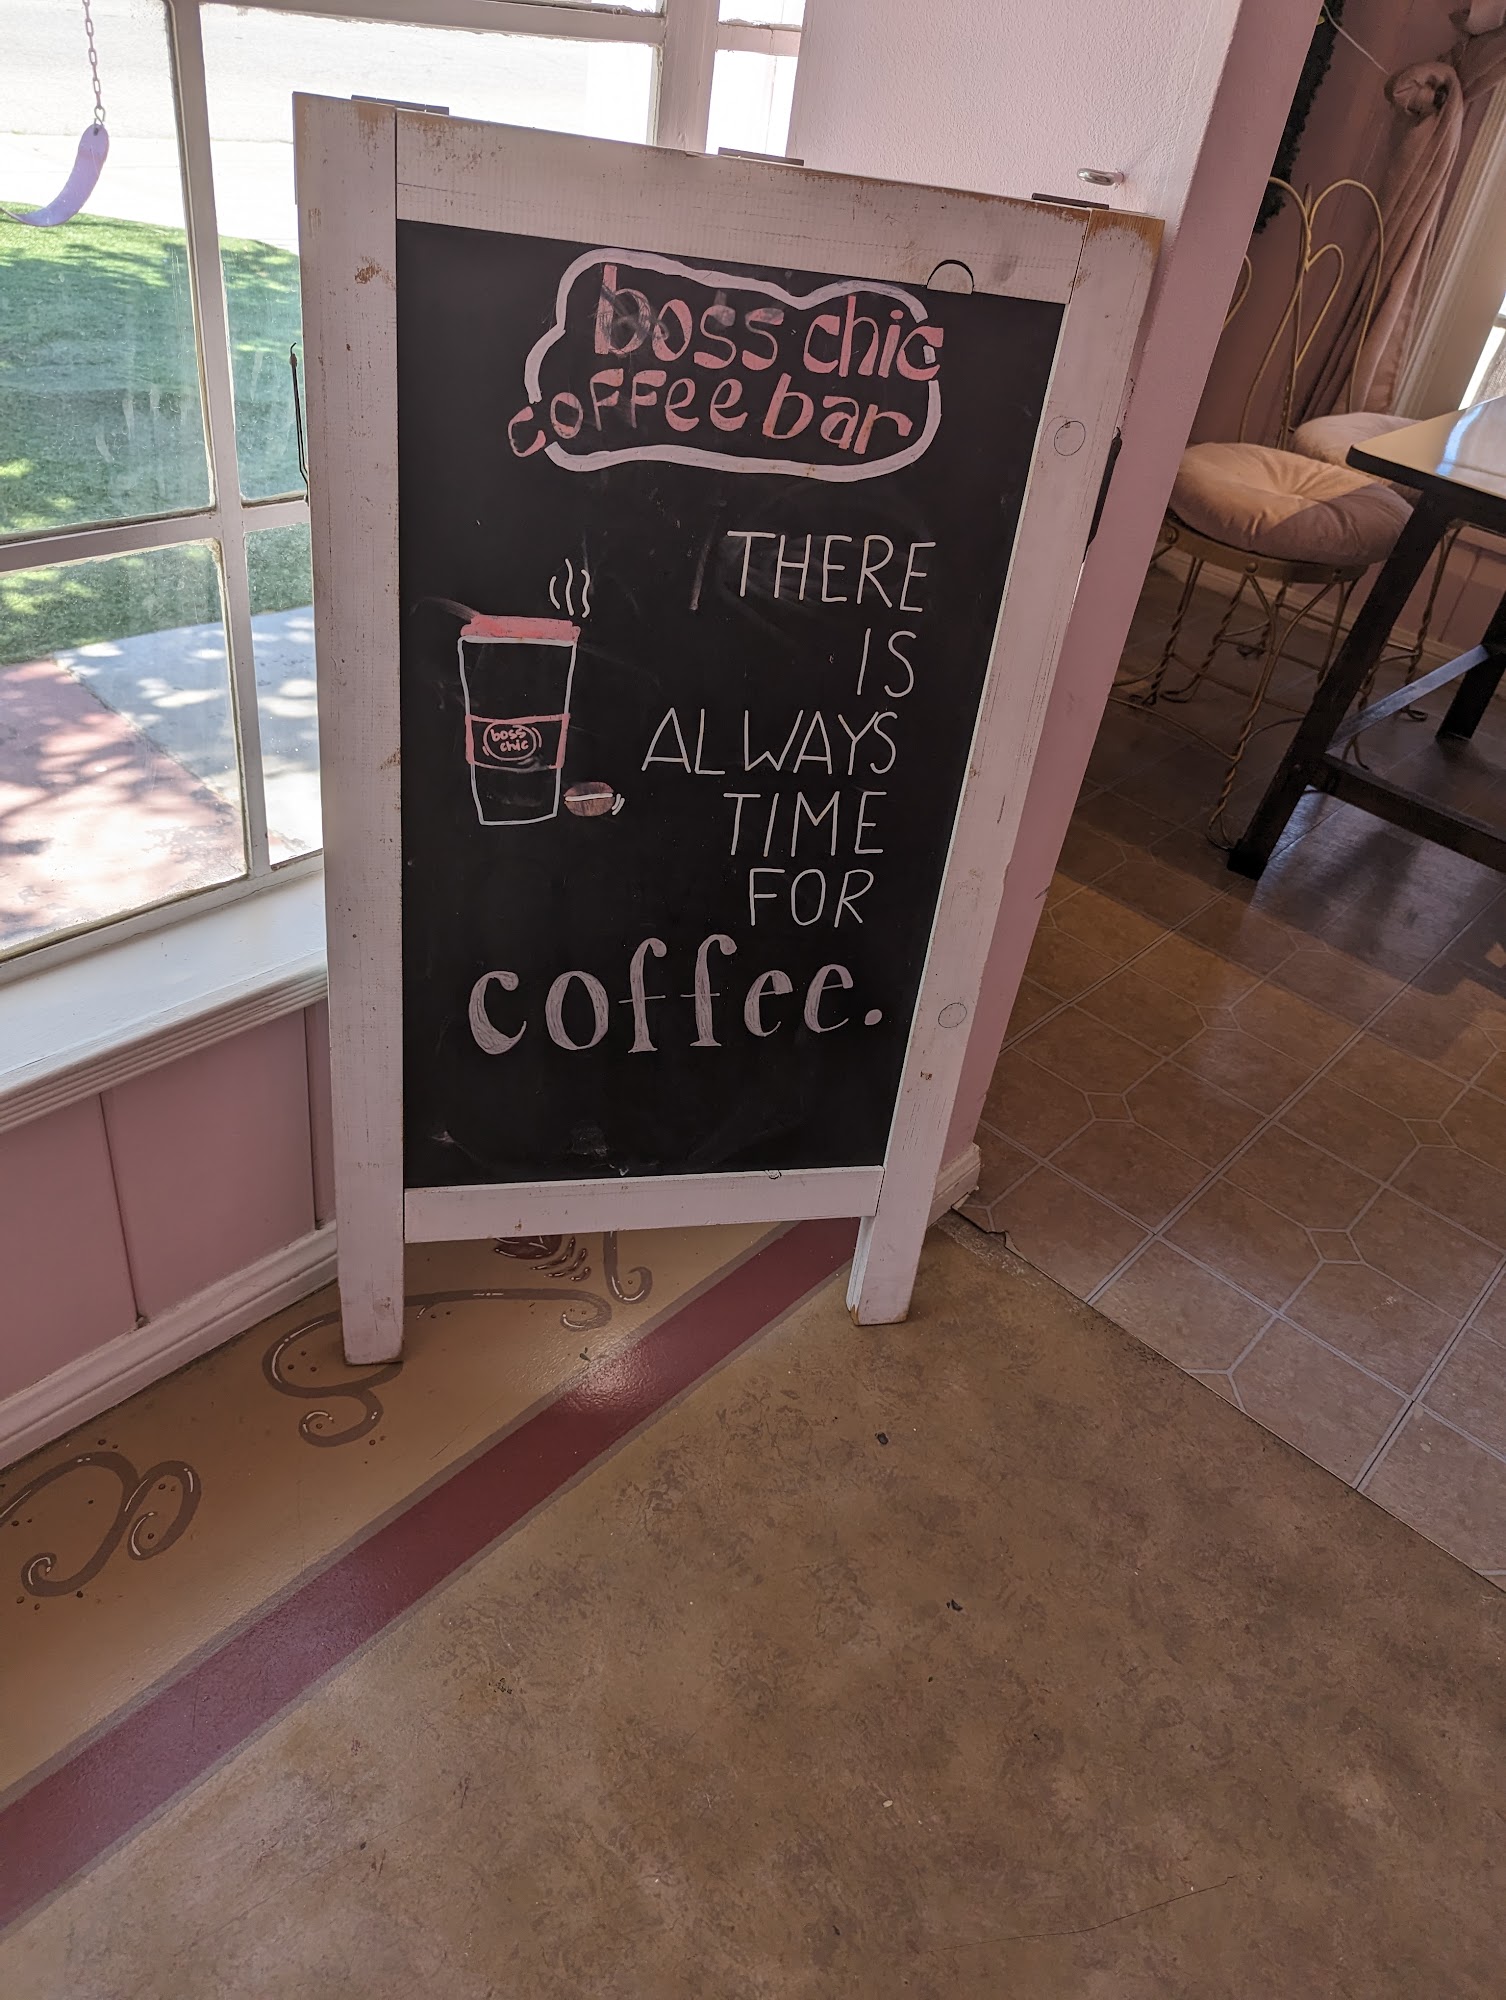 boss chic
coffee bar
THERE
IS
ALWAYS
TIME
FOR
coffee.
boss
chic